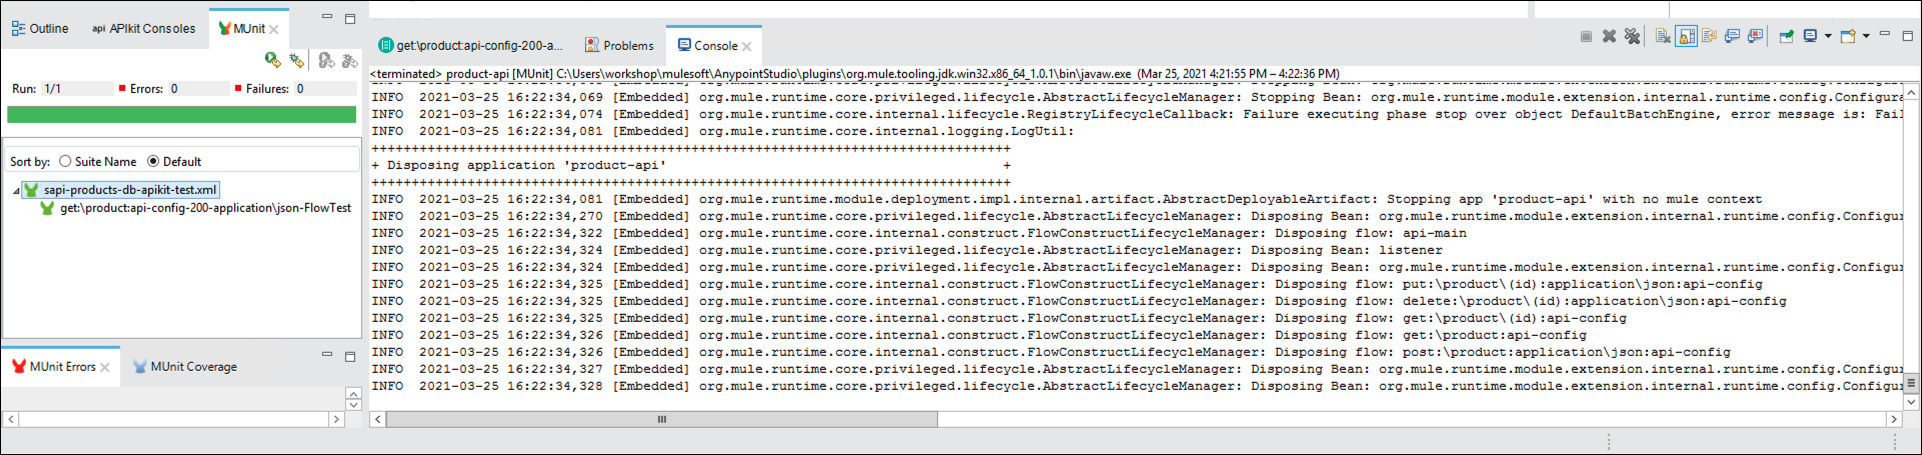 Outline
api APIkit Consoles
MUnit
Run: 1/1
Errors: 0
Failures: 0
Sort by: Suite Name Default
sapi-products-db-apikit-test.xml
get:\product:api-config-200-application\json-FlowTest
MUnit Errors
MUnit Coverage
get:\product:api-config-200-a...
Problems
Console
<terminated> product-api [MUnit] C:\Users\workshop\mulesoft\AnypointStudio\plugins\org.mule.tooling.jdk.win32.x86_64_1.0.1\bin\javaw.exe (Mar 25, 2021 4:21:55 PM – 4:22:36 PM)
INFO 2021-03-25 16:22:34,069 [Embedded] org.mule.runtime.core.privileged.lifecycle.AbstractLifecycleManager: Stopping Bean: org.mule.runtime.module.extension.internal.runtime.config.Configura
INFO 2021-03-25 16:22:34,074 [Embedded] org.mule.runtime.core.internal.lifecycle.RegistryLifecycleCallback: Failure executing phase stop over object DefaultBatchEngine, error message is: Fail
INFO 2021-03-25 16:22:34,081 [Embedded] org.mule.runtime.core.internal.logging.LogUtil:
+++++++++++++++++++++++++++++++++++++++++++++++++++++++++++++++++++++++++++++++
+ Disposing application 'product-api' +
+++++++++++++++++++++++++++++++++++++++++++++++++++++++++++++++++++++++++++++++
INFO 2021-03-25 16:22:34,081 [Embedded] org.mule.runtime.module.deployment.impl.internal.artifact.AbstractDeployableArtifact: Stopping app 'product-api' with no mule context
INFO 2021-03-25 16:22:34,270 [Embedded] org.mule.runtime.core.privileged.lifecycle.AbstractLifecycleManager: Disposing Bean: org.mule.runtime.module.extension.internal.runtime.config.Configu
INFO 2021-03-25 16:22:34,322 [Embedded] org.mule.runtime.core.internal.construct.FlowConstructLifecycleManager: Disposing flow: api-main
INFO 2021-03-25 16:22:34,324 [Embedded] org.mule.runtime.core.privileged.lifecycle.AbstractLifecycleManager: Disposing Bean: listener
INFO 2021-03-25 16:22:34,324 [Embedded] org.mule.runtime.core.privileged.lifecycle.AbstractLifecycleManager: Disposing Bean: org.mule.runtime.module.extension.internal.runtime.config.Configu
INFO 2021-03-25 16:22:34,325 [Embedded] org.mule.runtime.core.internal.construct.FlowConstructLifecycleManager: Disposing flow: put:\product\(id):application\json:api-config
INFO 2021-03-25 16:22:34,325 [Embedded] org.mule.runtime.core.internal.construct.FlowConstructLifecycleManager: Disposing flow: delete:\product\(id):application\json:api-config
INFO 2021-03-25 16:22:34,325 [Embedded] org.mule.runtime.core.internal.construct.FlowConstructLifecycleManager: Disposing flow: get:\product\(id):api-config
INFO 2021-03-25 16:22:34,326 [Embedded] org.mule.runtime.core.internal.construct.FlowConstructLifecycleManager: Disposing flow: get:\product:api-config
INFO 2021-03-25 16:22:34,326 [Embedded] org.mule.runtime.core.internal.construct.FlowConstructLifecycleManager: Disposing flow: post:\product:application\json:api-config
INFO 2021-03-25 16:22:34,327 [Embedded] org.mule.runtime.core.privileged.lifecycle.AbstractLifecycleManager: Disposing Bean: org.mule.runtime.module.extension.internal.runtime.config.Configu
INFO 2021-03-25 16:22:34,328 [Embedded] org.mule.runtime.core.privileged.lifecycle.AbstractLifecycleManager: Disposing Bean: org.mule.runtime.module.extension.internal.runtime.config.Configu